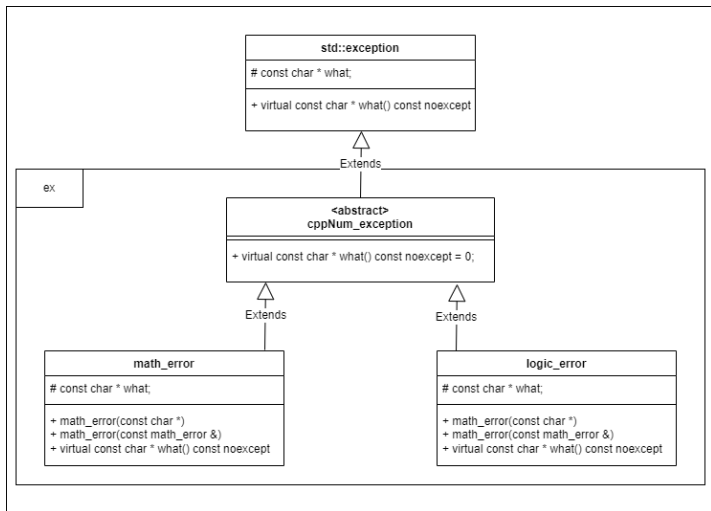 std::exception
# const char * what;
+ virtual const char * what() const noexcept
Extends
ex
<abstract>
cppNum_exception
+ virtual const char * what() const noexcept = 0;
Extends
Extends
math_error
# const char * what;
+ math_error(const char *)
+ math_error(const math_error &)
+ virtual const char * what() const noexcept
logic_error
# const char * what;
+ math_error(const char *)
+ math_error(const math_error &)
+ virtual const char * what() const noexcept